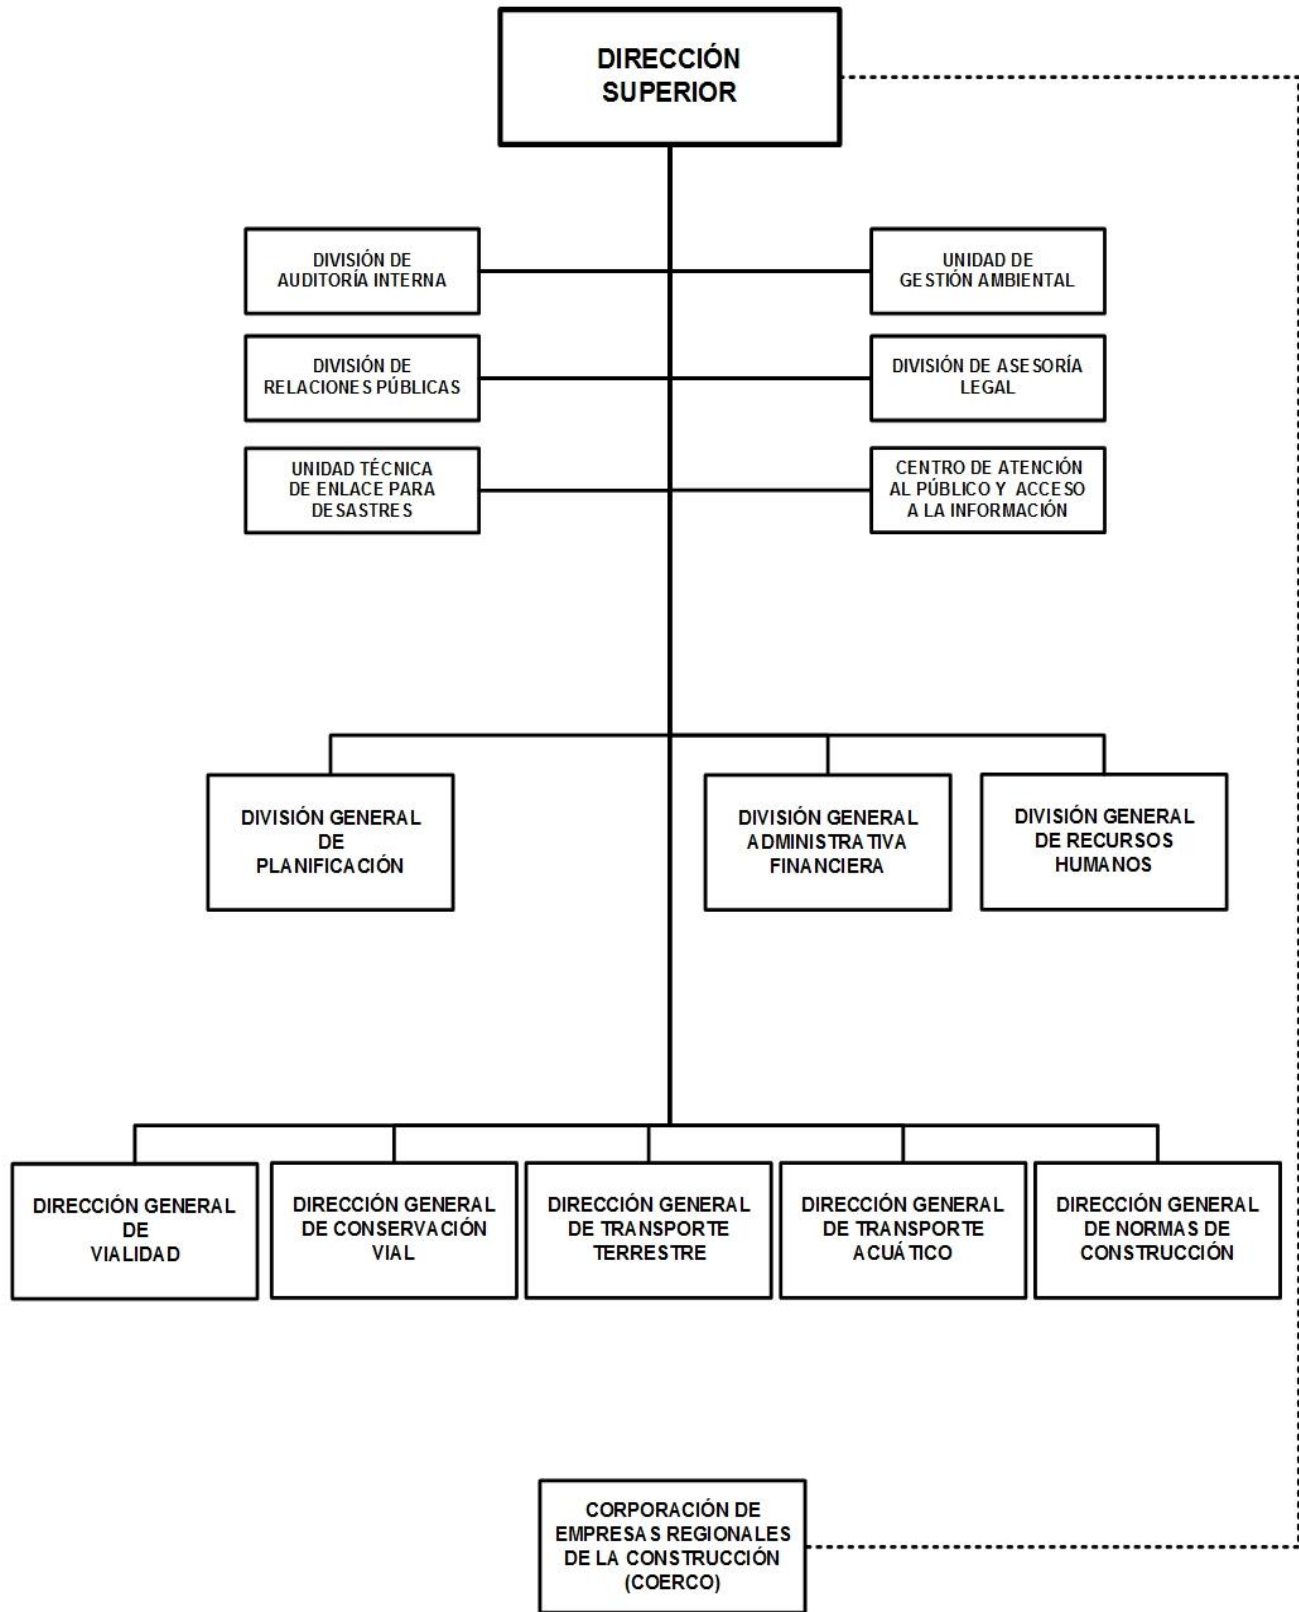 DIRECCIÓN
SUPERIOR
DIVISIÓN DE
AUDITORÍA INTERNA
UNIDAD DE
GESTIÓN AMBIENTAL
DIVISIÓN DE
RELACIONES PÚBLICAS
DIVISIÓN DE ASESORÍA
LEGAL
UNIDAD TÉCNICA
DE ENLACE PARA
DESASTRES
CENTRO DE ATENCIÓN
AL PÚBLICO Y ACCESO
A LA INFORMACIÓN
DIVISIÓN GENERAL
DE
PLANIFICACIÓN
DIVISIÓN GENERAL
ADMINISTRATIVA
FINANCIERA
DIVISIÓN GENERAL
DE RECURSOS
HUMANOS
DIRECCIÓN GENERAL
DE
VIALIDAD
DIRECCIÓN GENERAL
DE CONSERVACIÓN
VIAL
DIRECCIÓN GENERAL
DE TRANSPORTE
TERRESTRE
DIRECCIÓN GENERAL
DE TRANSPORTE
ACUÁTICO
DIRECCIÓN GENERAL
DE NORMAS DE
CONSTRUCCIÓN
CORPORACIÓN DE
EMPRESAS REGIONALES
DE LA CONSTRUCCIÓN
(COERCO)